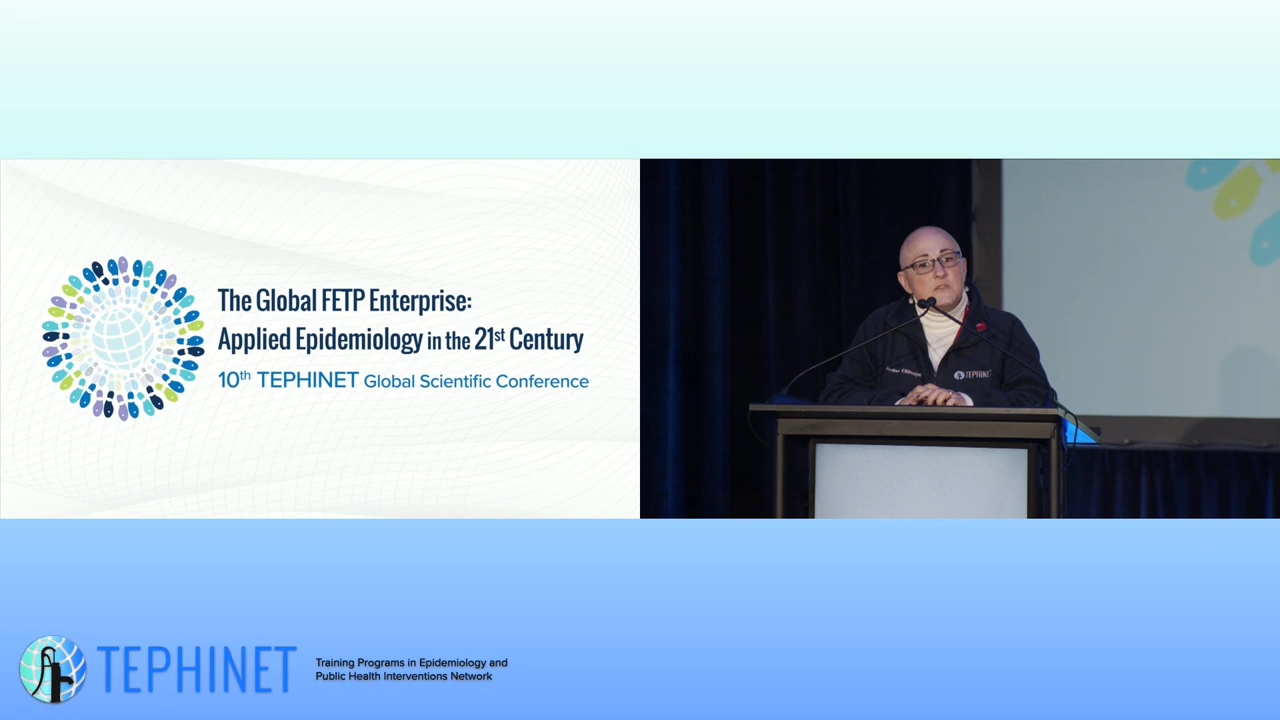 The Global FETP Enterprise:
Applied Epidemiology in the 21st Century
10th TEPHINET Global Scientific Conference
TEPHINET
TEPHINET
Training Programs in Epidemiology and
Public Health Interventions Network